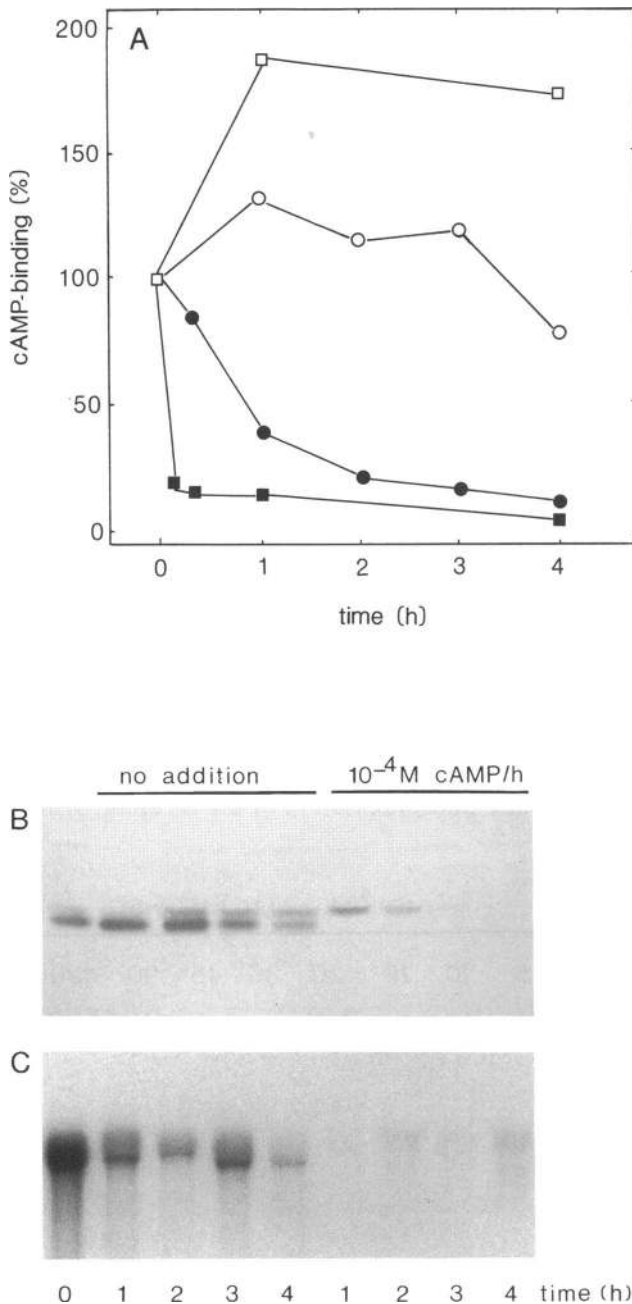 A
200
150
100
50
0
cAMP-binding (%)
0 1 2 3 4
time (h)
no addition 10⁻⁴M cAMP/h
B
C
0 1 2 3 4 1 2 3 4 time (h)